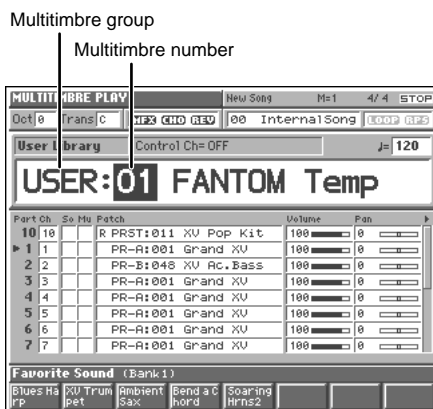 Multitimbre group
Multitimbre number
MULTITIMBRE PLAY New Song M=1 4/4 STOP
Oct 0 Trans C MFX CHO REV 00 InternalSong LOOP RPS
User Library Control Ch=OFF ♩=120
USER:01 FANTOM Temp
Part Ch So Mu Patch Volume Pan
10 10 R PRST:011 XV Pop Kit 100 0
1 1 PR-A:001 Grand XV 100 0
2 2 PR-B:048 XV Ac.Bass 100 0
3 3 PR-A:001 Grand XV 100 0
4 4 PR-A:001 Grand XV 100 0
5 5 PR-A:001 Grand XV 100 0
6 6 PR-A:001 Grand XV 100 0
7 7 PR-A:001 Grand XV 100 0
Favorite Sound (Bank1)
Blues Ha XV Trum Ambient Bend a C Soaring
rp pet Sax hord Hrns2